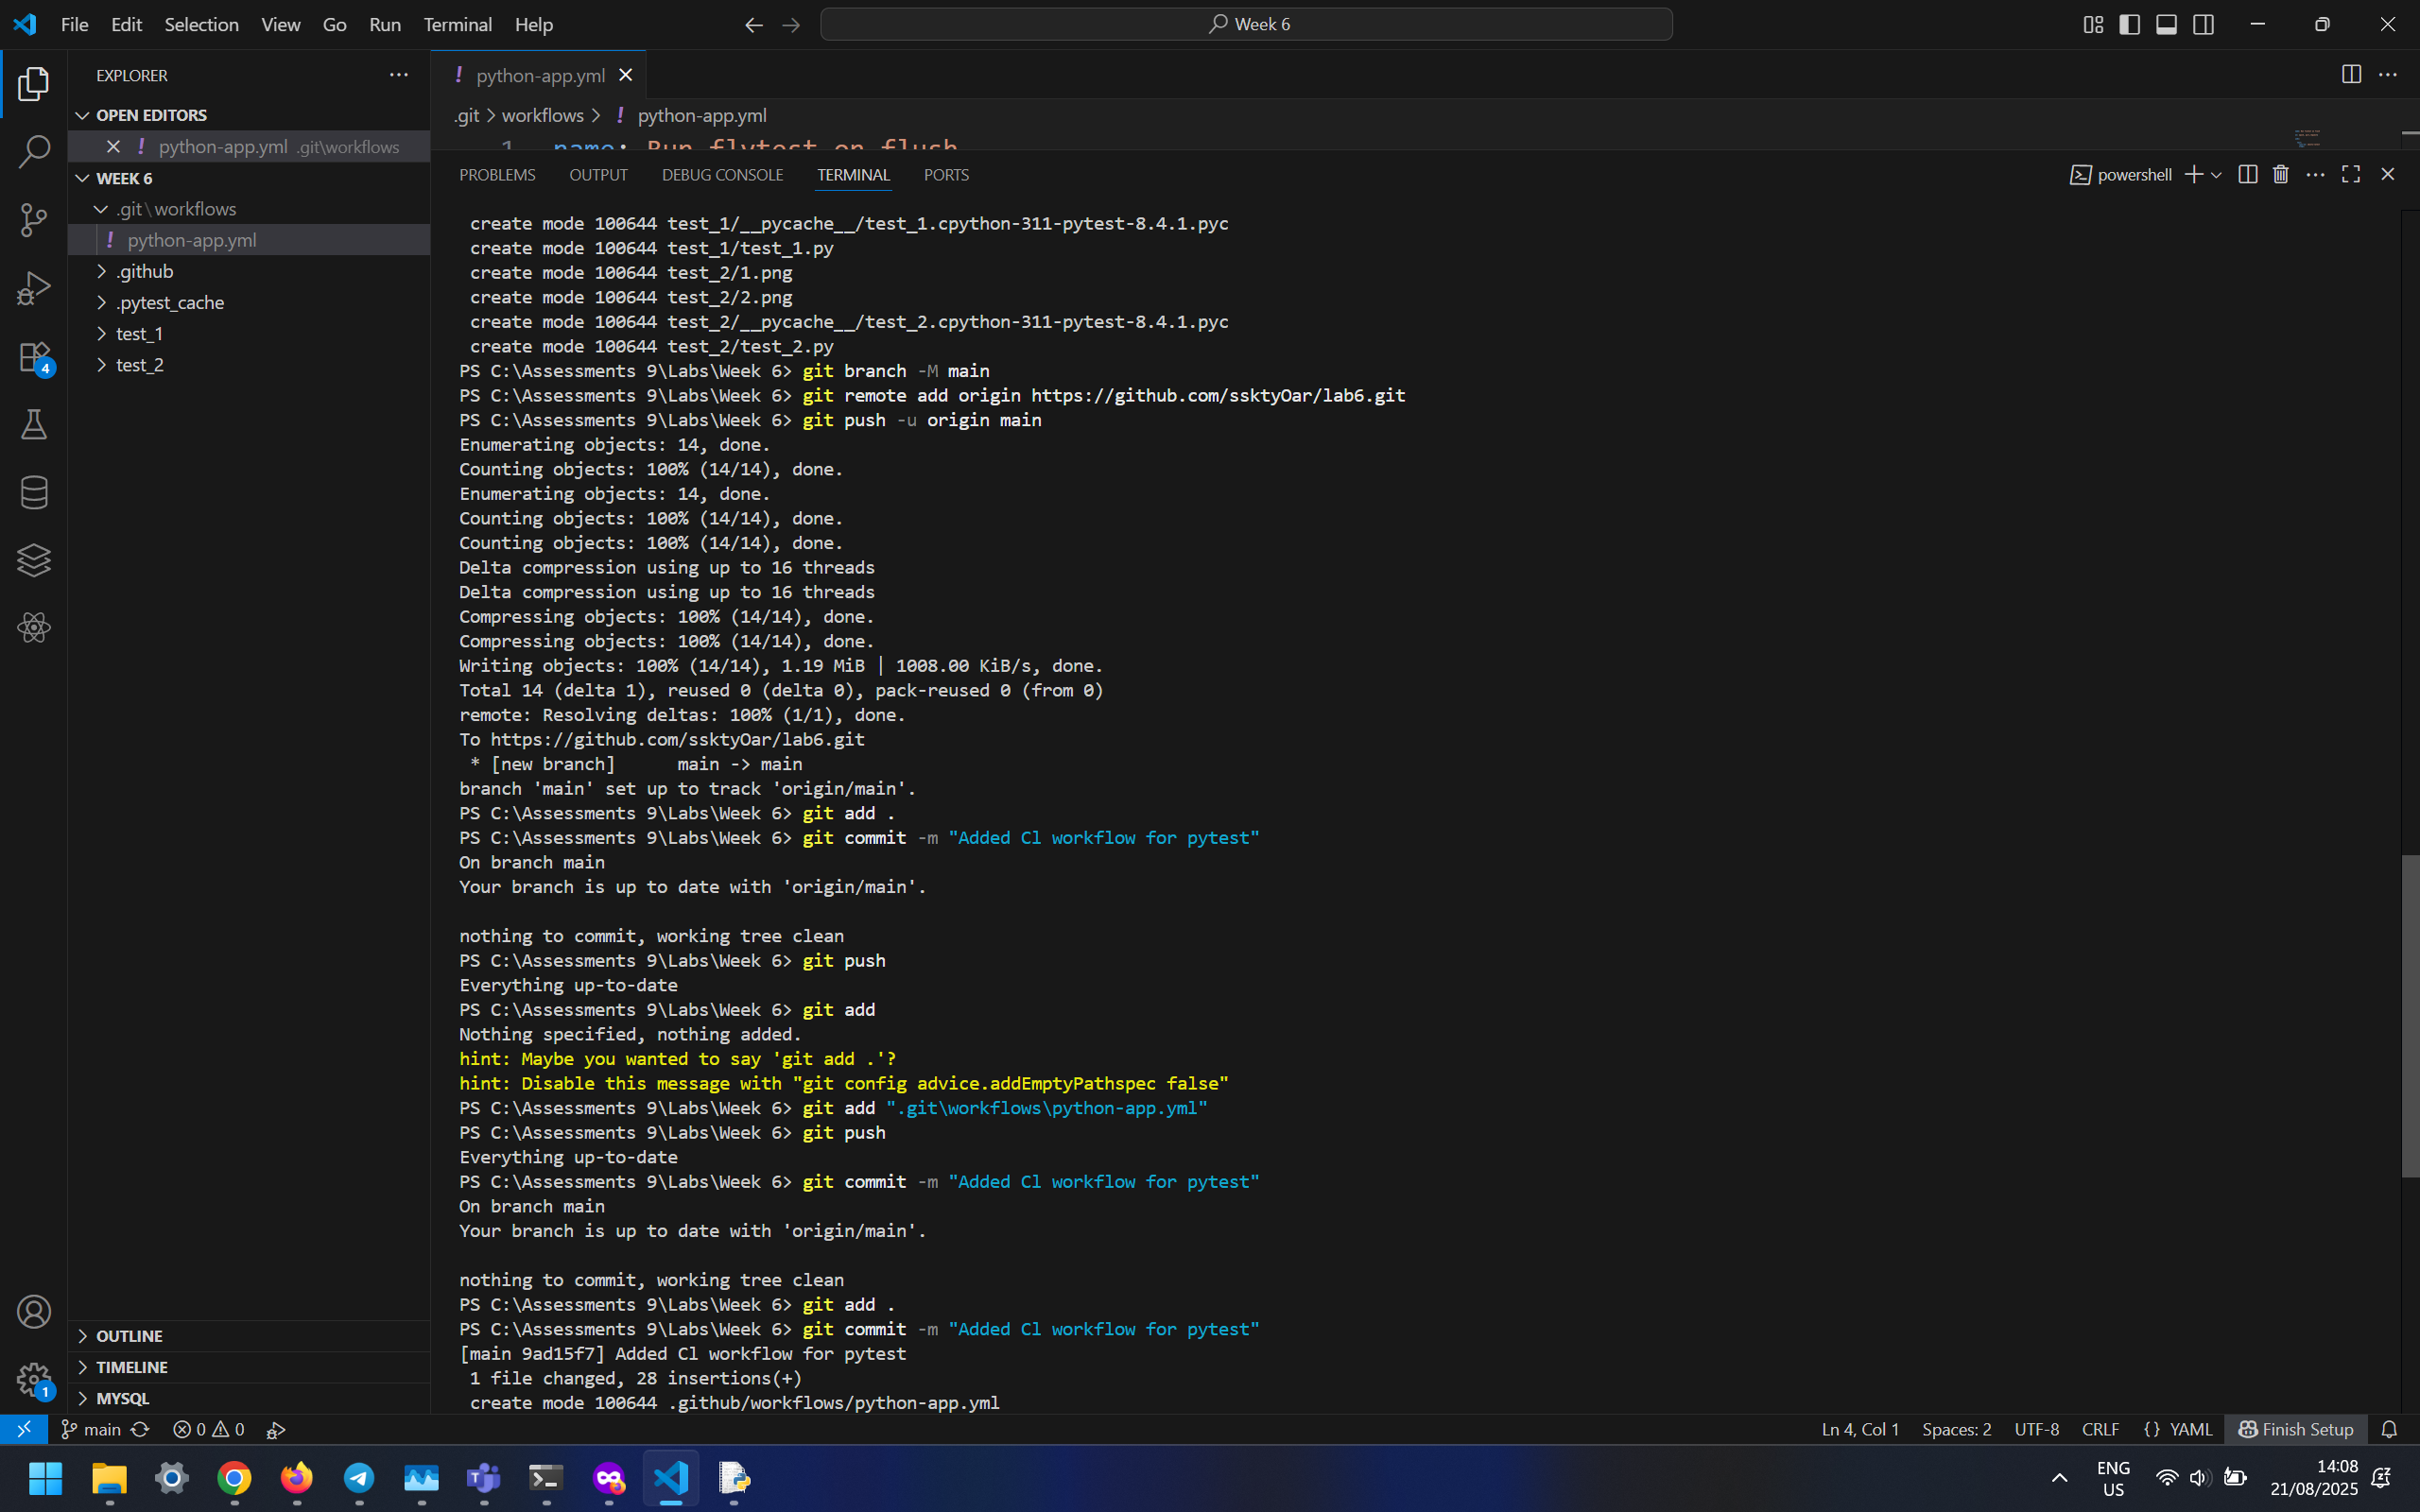 File Edit Selection View Go Run Terminal Help
Week 6
EXPLORER
OPEN EDITORS
python-app.yml .git\workflows
WEEK 6
.git\workflows
python-app.yml
.github
.pytest_cache
test_1
test_2
OUTLINE
TIMELINE
MYSQL
4
1
python-app.yml
.git > workflows > ! python-app.yml
1 name: Run flytest on flush
PROBLEMS OUTPUT DEBUG CONSOLE TERMINAL PORTS
powershell
create mode 100644 test_1/__pycache__/test_1.cpython-311-pytest-8.4.1.pyc
create mode 100644 test_1/test_1.py
create mode 100644 test_2/1.png
create mode 100644 test_2/2.png
create mode 100644 test_2/__pycache__/test_2.cpython-311-pytest-8.4.1.pyc
create mode 100644 test_2/test_2.py
PS C:\Assessments 9\Labs\Week 6> git branch -M main
PS C:\Assessments 9\Labs\Week 6> git remote add origin https://github.com/ssktyOar/lab6.git
PS C:\Assessments 9\Labs\Week 6> git push -u origin main
Enumerating objects: 14, done.
Counting objects: 100% (14/14), done.
Enumerating objects: 14, done.
Counting objects: 100% (14/14), done.
Counting objects: 100% (14/14), done.
Delta compression using up to 16 threads
Delta compression using up to 16 threads
Compressing objects: 100% (14/14), done.
Compressing objects: 100% (14/14), done.
Writing objects: 100% (14/14), 1.19 MiB | 1008.00 KiB/s, done.
Total 14 (delta 1), reused 0 (delta 0), pack-reused 0 (from 0)
remote: Resolving deltas: 100% (1/1), done.
To https://github.com/ssktyOar/lab6.git
* [new branch]      main -> main
branch 'main' set up to track 'origin/main'.
PS C:\Assessments 9\Labs\Week 6> git add .
PS C:\Assessments 9\Labs\Week 6> git commit -m "Added Cl workflow for pytest"
On branch main
Your branch is up to date with 'origin/main'.
nothing to commit, working tree clean
PS C:\Assessments 9\Labs\Week 6> git push
Everything up-to-date
PS C:\Assessments 9\Labs\Week 6> git add
Nothing specified, nothing added.
hint: Maybe you wanted to say 'git add .'?
hint: Disable this message with "git config advice.addEmptyPathspec false"
PS C:\Assessments 9\Labs\Week 6> git add ".git\workflows\python-app.yml"
PS C:\Assessments 9\Labs\Week 6> git push
Everything up-to-date
PS C:\Assessments 9\Labs\Week 6> git commit -m "Added Cl workflow for pytest"
On branch main
Your branch is up to date with 'origin/main'.
nothing to commit, working tree clean
PS C:\Assessments 9\Labs\Week 6> git add .
PS C:\Assessments 9\Labs\Week 6> git commit -m "Added Cl workflow for pytest"
[main 9ad15f7] Added Cl workflow for pytest
1 file changed, 28 insertions(+)
create mode 100644 .github/workflows/python-app.yml
main 0 0
Ln 4, Col 1 Spaces: 2 UTF-8 CRLF {} YAML Finish Setup
ENG
US
14:08
21/08/2025